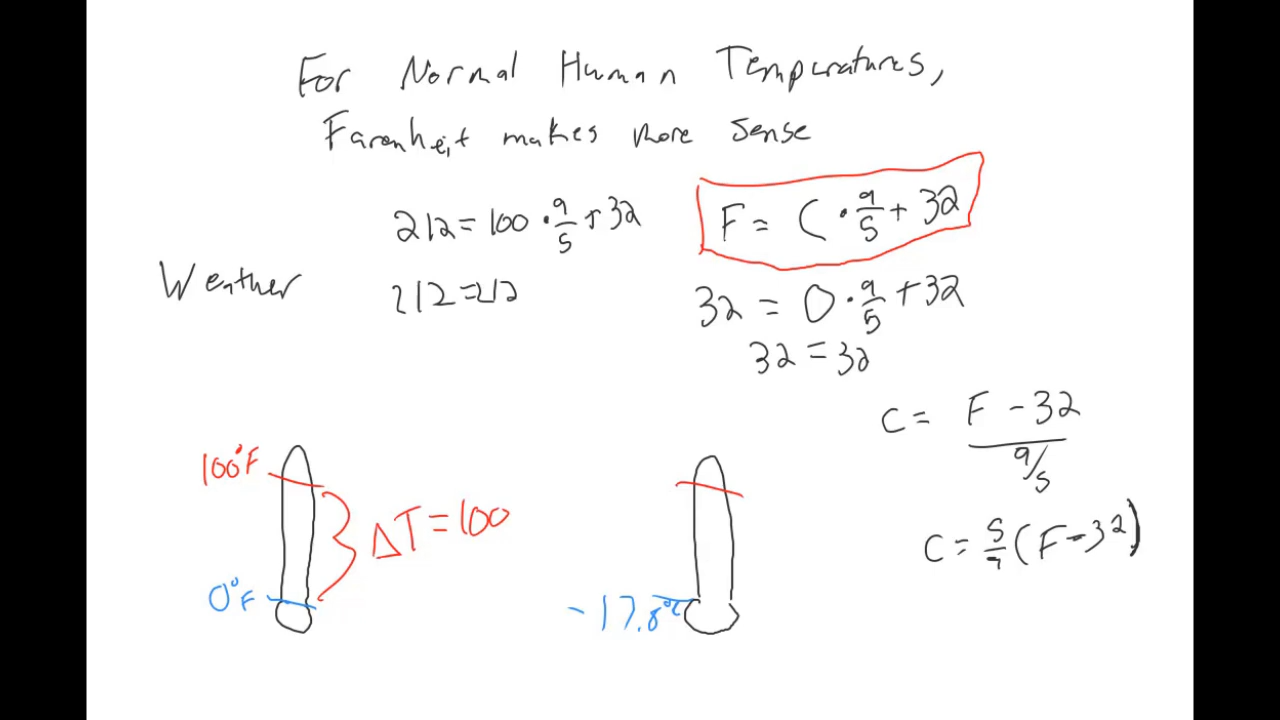 For Normal Human Temperatures,
Farenheit makes more sense
212 = 100 · 9/5 + 32
F = C · 9/5 + 32
Weather
212 = 212
32 = 0 · 9/5 + 32
32 = 32
C = F - 32
9/5
100°F
ΔT = 100
C = 5/9 (F - 32)
0°F
-17.8°C